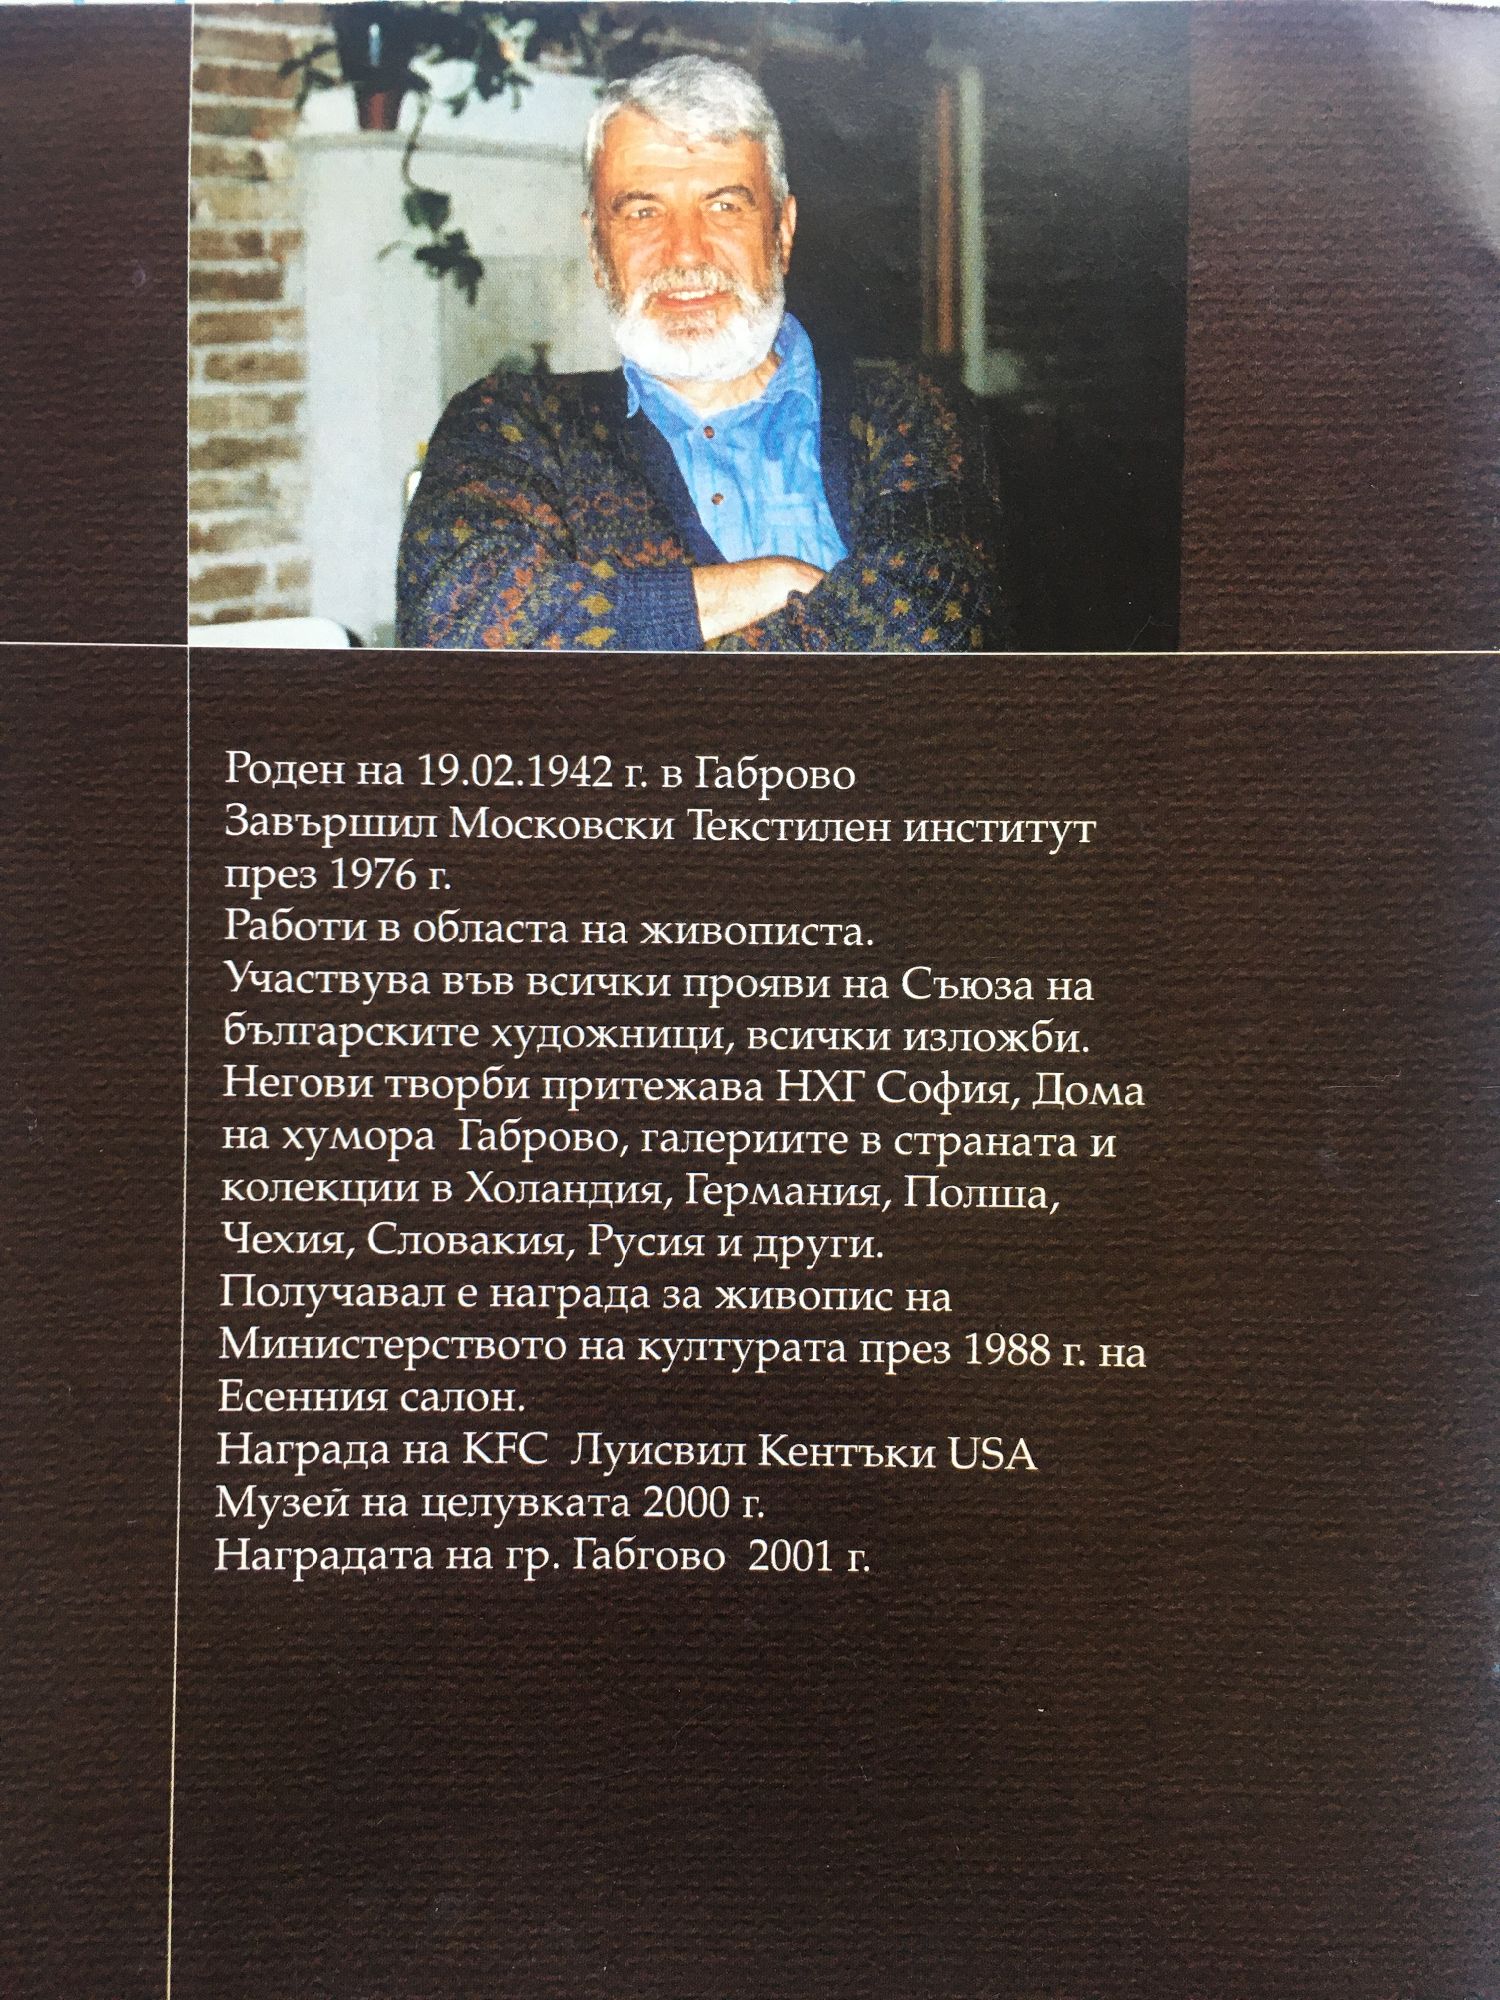 Роден на 19.02.1942 г. в Габрово
Завършил Московски Текстилен институт
през 1976 г.
Работи в областа на живописта.
Участвува във всички прояви на Съюза на
българските художници, всички изложби.
Негови творби притежава НХГ София, Дома
на хумора Габрово, галериите в страната и
колекции в Холандия, Германия, Полша,
Чехия, Словакия, Русия и други.
Получавал е награда за живопис на
Министерството на културата през 1988 г. на
Есенния салон.
Награда на KFC Луисвил Кентъки USA
Музей на целувката 2000 г.
Наградата на гр. Габгово 2001 г.